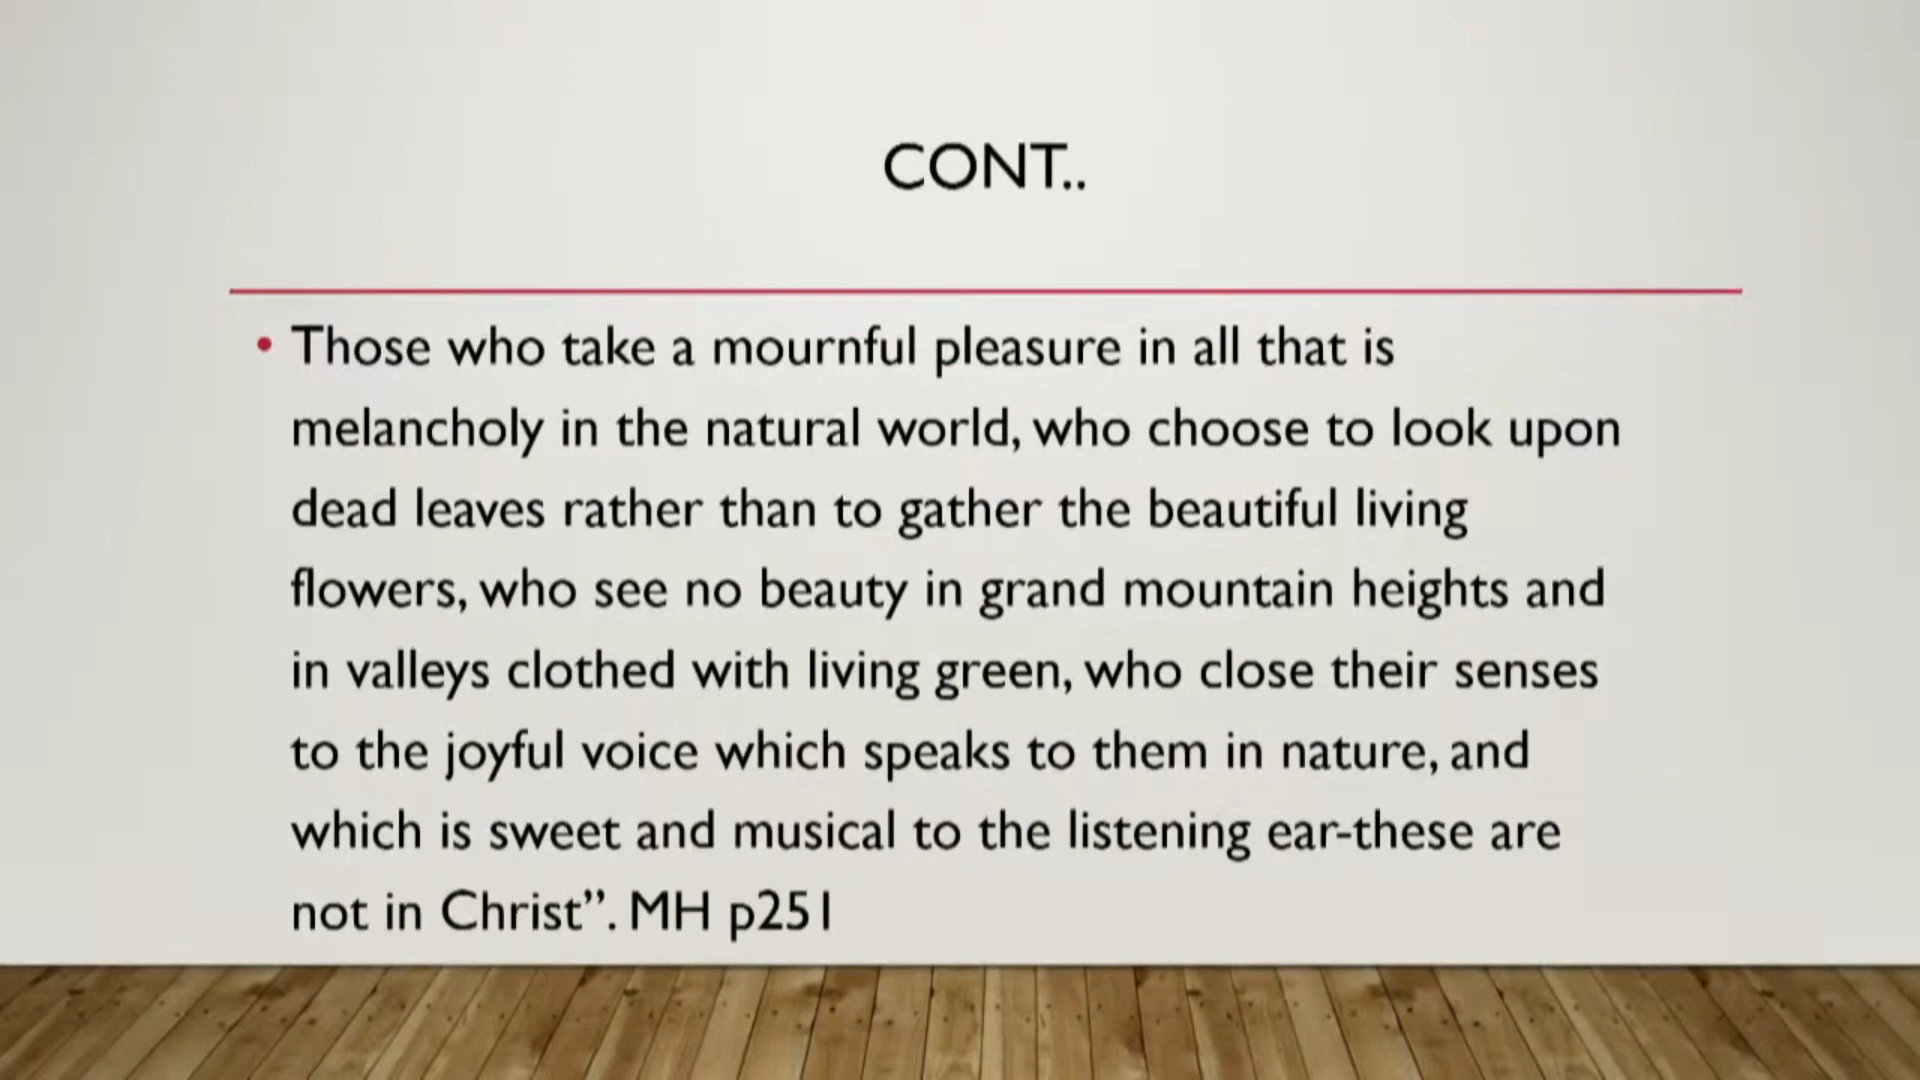 CONT..
• Those who take a mournful pleasure in all that is
melancholy in the natural world, who choose to look upon
dead leaves rather than to gather the beautiful living
flowers, who see no beauty in grand mountain heights and
in valleys clothed with living green, who close their senses
to the joyful voice which speaks to them in nature, and
which is sweet and musical to the listening ear-these are
not in Christ”. MH p251